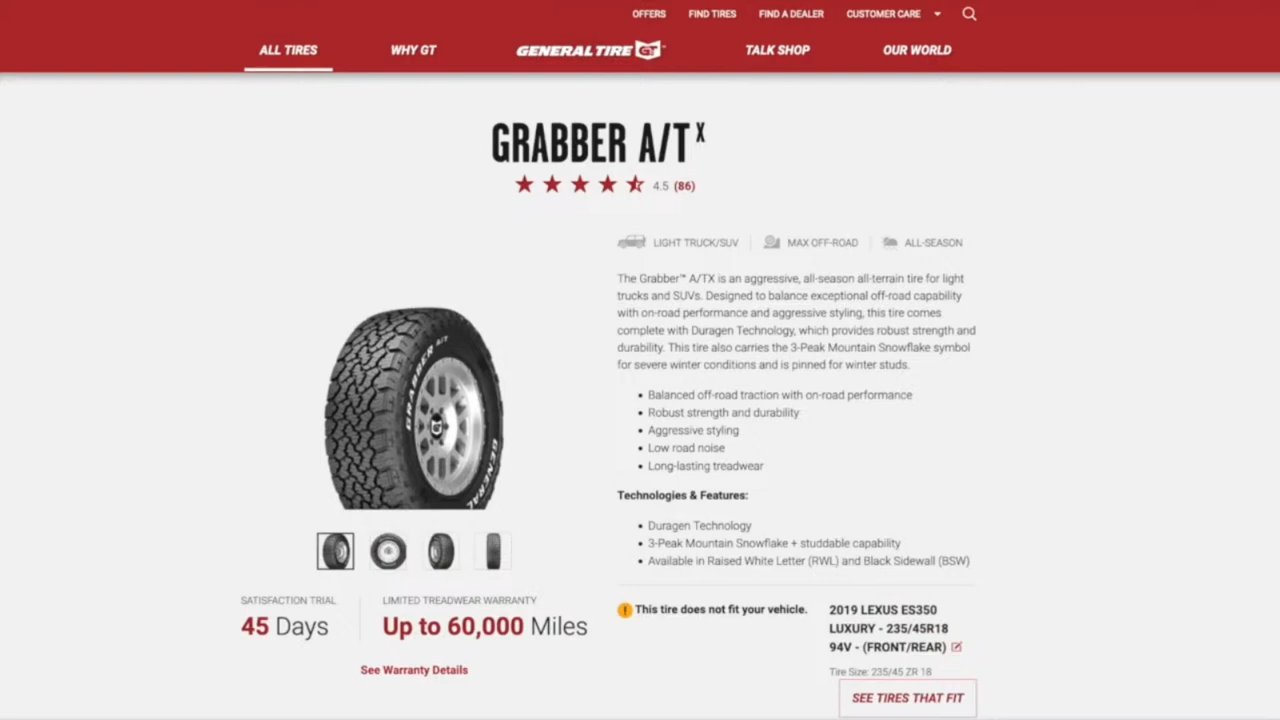 OFFERS FIND TIRES FIND A DEALER CUSTOMER CARE
ALL TIRES WHY GT GENERAL TIRE GT TALK SHOP OUR WORLD
GRABBER A/T X
4.5 (86)
LIGHT TRUCK/SUV MAX OFF-ROAD ALL-SEASON
The Grabber™ A/TX is an aggressive, all-season all-terrain tire for light
trucks and SUVs. Designed to balance exceptional off-road capability
with on-road performance and aggressive styling, this tire comes
complete with Duragen Technology, which provides robust strength and
durability. This tire also carries the 3-Peak Mountain Snowflake symbol
for severe winter conditions and is pinned for winter studs.
• Balanced off-road traction with on-road performance
• Robust strength and durability
• Aggressive styling
• Low road noise
• Long-lasting treadwear
Technologies & Features:
• Duragen Technology
• 3-Peak Mountain Snowflake + studdable capability
• Available in Raised White Letter (RWL) and Black Sidewall (BSW)
GRABBER A/T
GENERAL
GT
SATISFACTION TRIAL
45 Days
LIMITED TREADWEAR WARRANTY
Up to 60,000 Miles
See Warranty Details
This tire does not fit your vehicle.
2019 LEXUS ES350
LUXURY - 235/45R18
94V - (FRONT/REAR)
Tire Size: 235/45 ZR 18
SEE TIRES THAT FIT